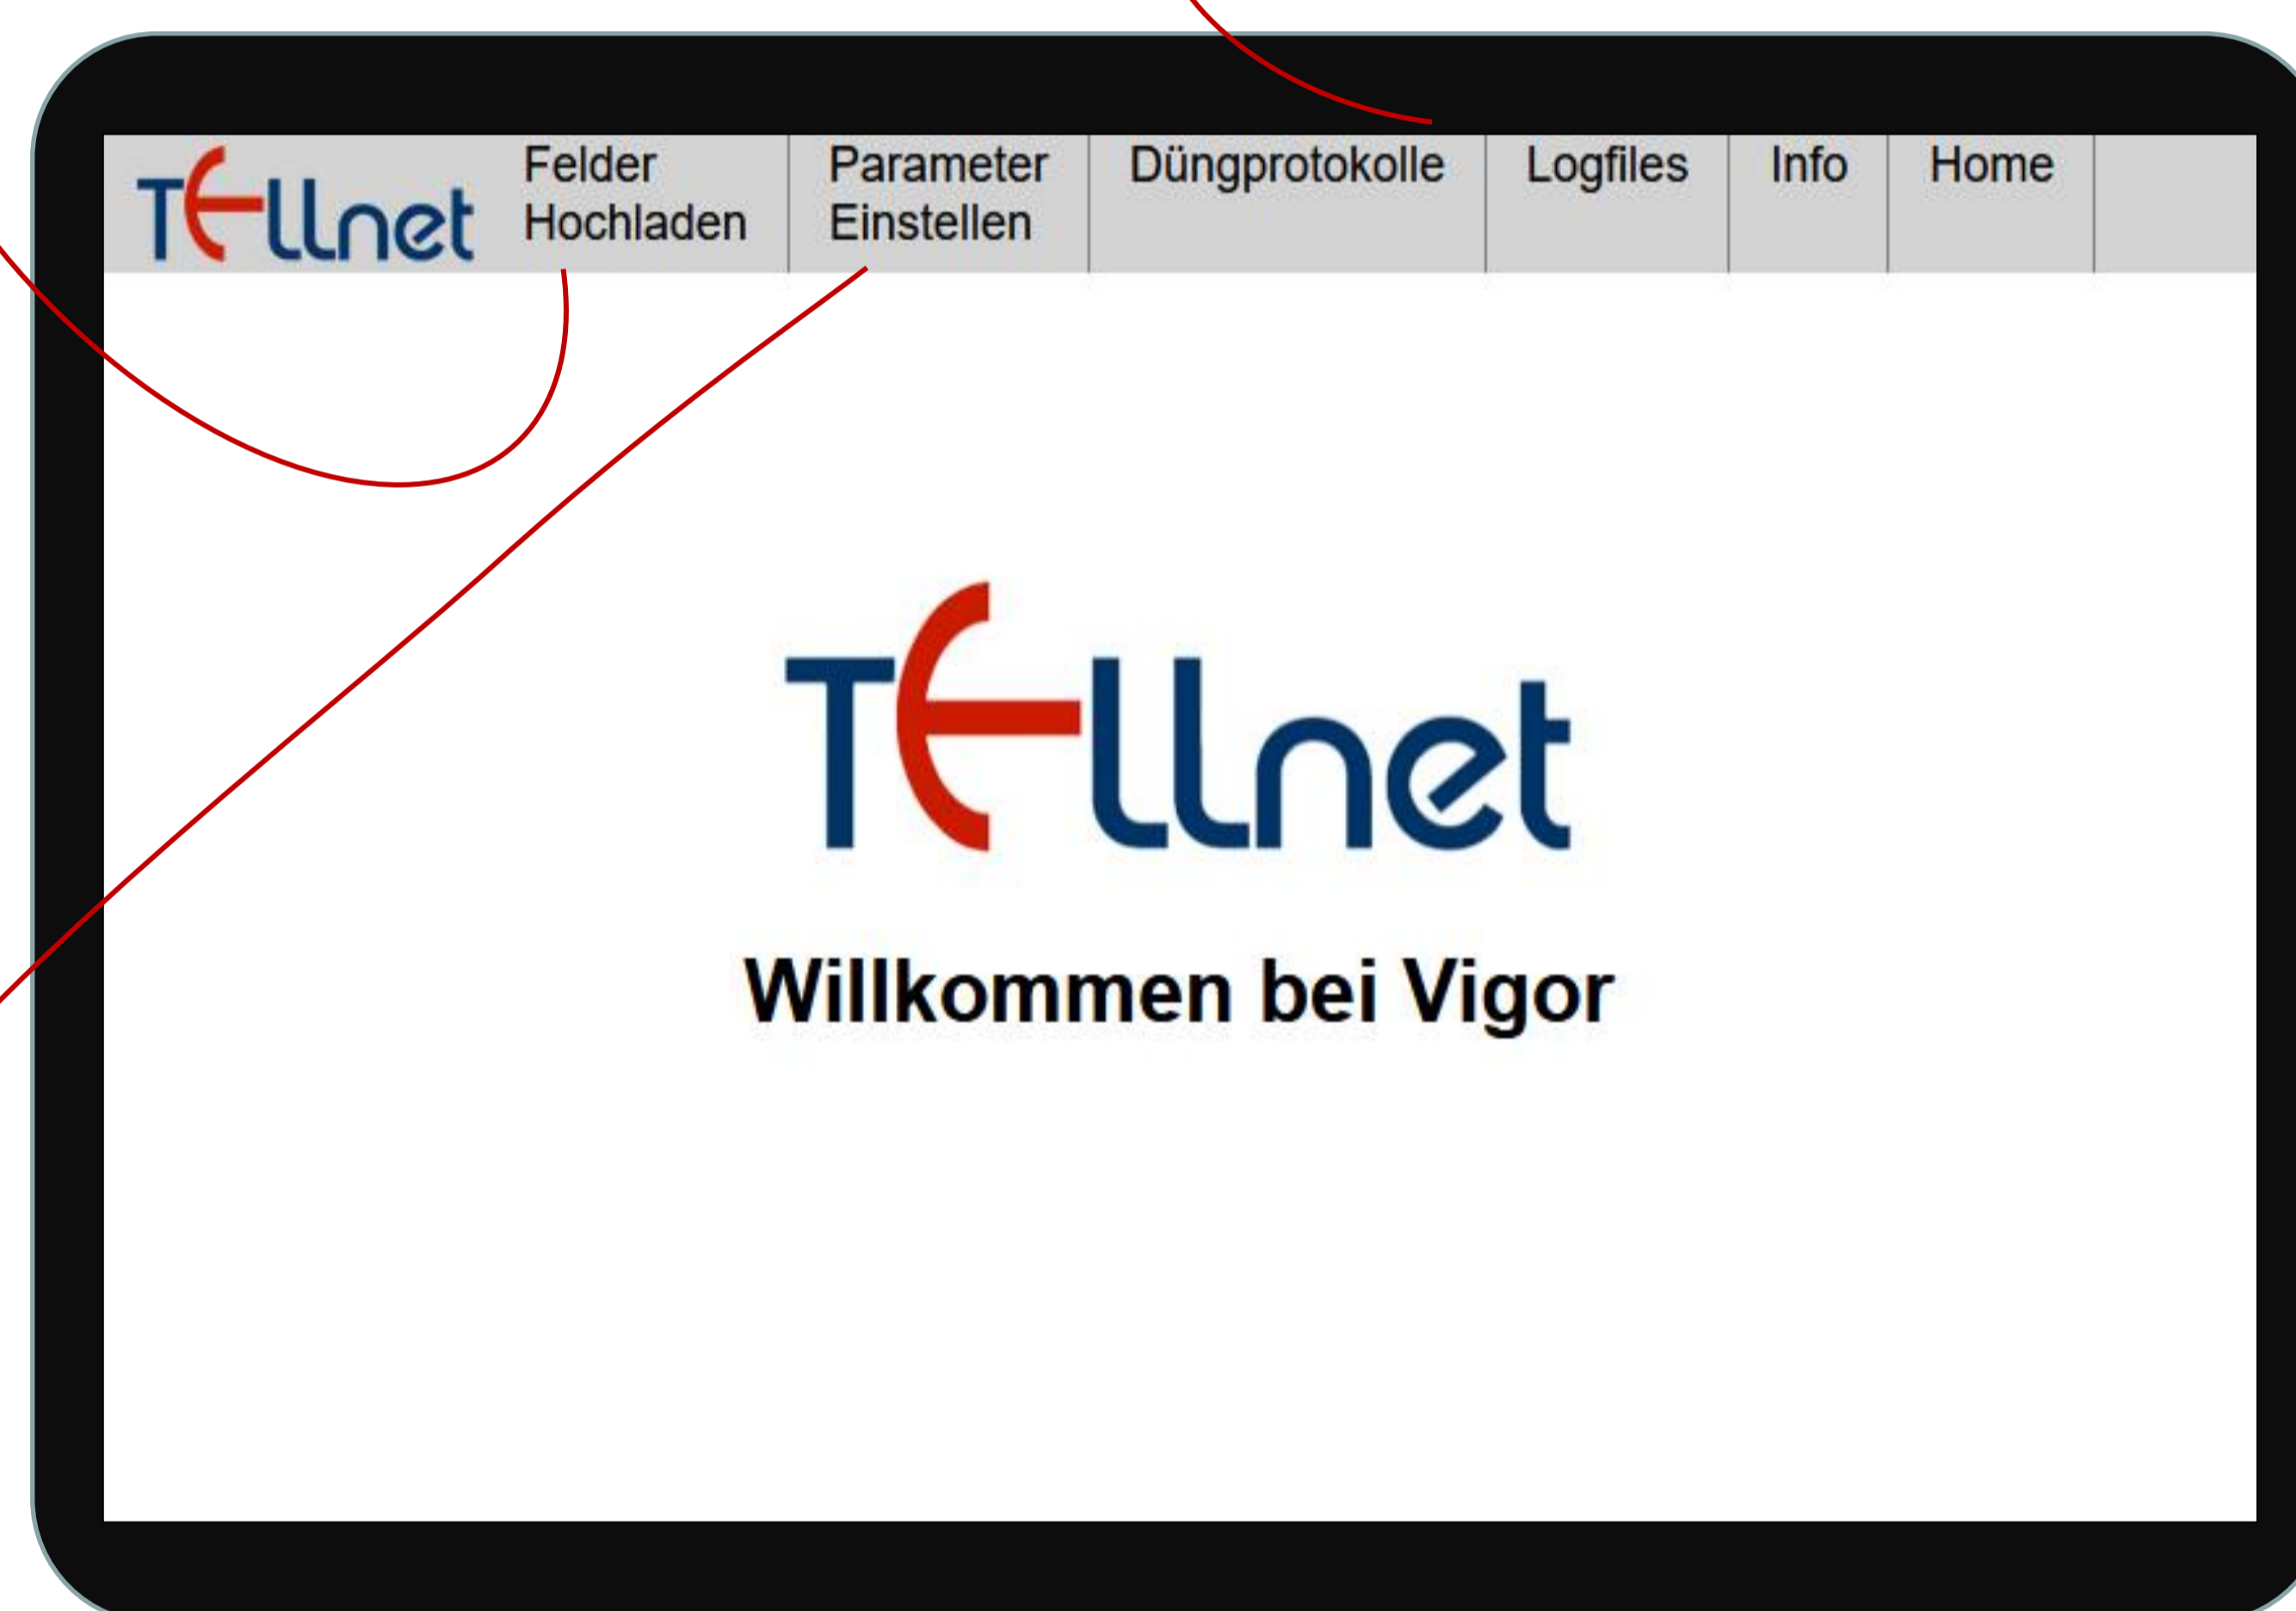 TEllnet
Felder
Hochladen
Parameter
Einstellen
Düngprotokolle
Logfiles
Info
Home
TEllnet
Willkommen bei Vigor